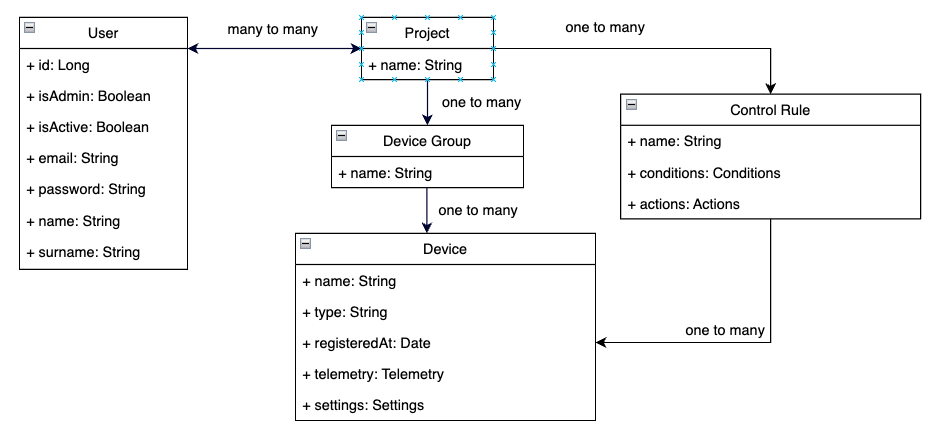 User
+ id: Long
+ isAdmin: Boolean
+ isActive: Boolean
+ email: String
+ password: String
+ name: String
+ surname: String
many to many
Project
+ name: String
one to many
one to many
Device Group
+ name: String
one to many
Control Rule
+ name: String
+ conditions: Conditions
+ actions: Actions
one to many
Device
+ name: String
+ type: String
+ registeredAt: Date
+ telemetry: Telemetry
+ settings: Settings